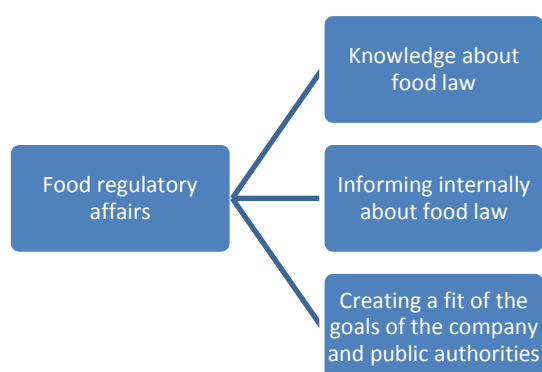 Knowledge about
food law
Food regulatory
affairs
Informing internally
about food law
Creating a fit of the
goals of the company
and public authorities